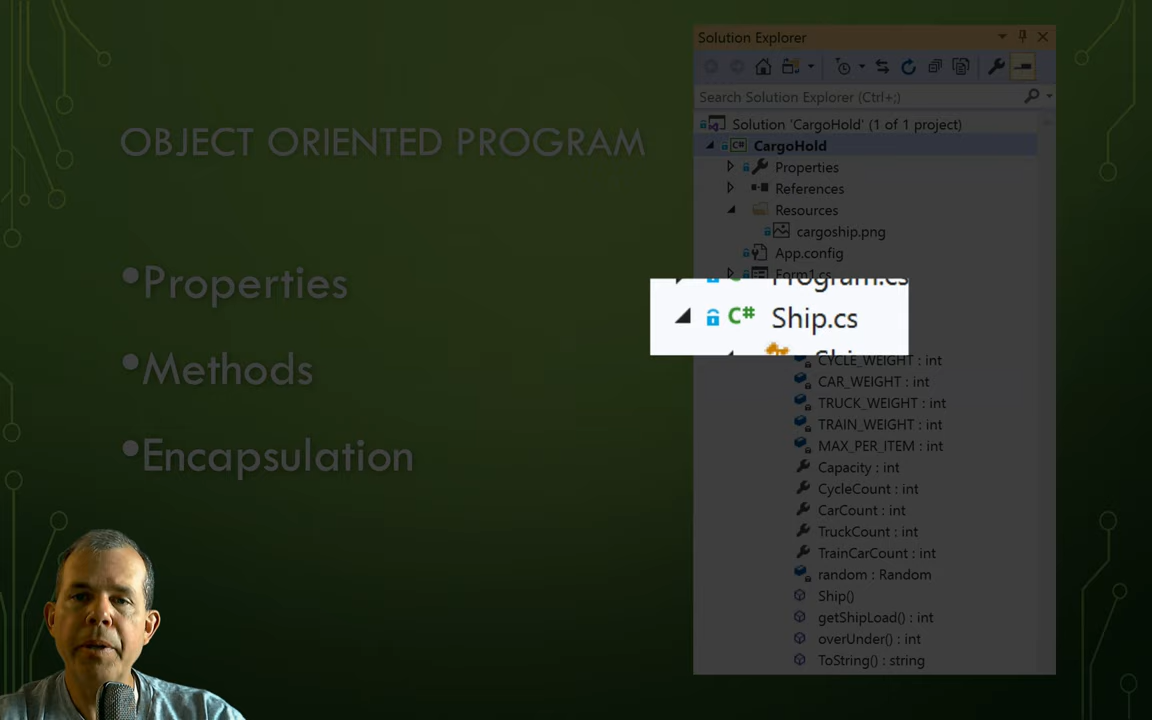 OBJECT ORIENTED PROGRAM
•Properties
•Methods
•Encapsulation
Solution Explorer
Search Solution Explorer (Ctrl+;)
Solution 'CargoHold' (1 of 1 project)
C# CargoHold
Properties
References
Resources
cargoship.png
App.config
Form1.cs
Program.cs
C# Ship.cs
CYCLE_WEIGHT : int
CAR_WEIGHT : int
TRUCK_WEIGHT : int
TRAIN_WEIGHT : int
MAX_PER_ITEM : int
Capacity : int
CycleCount : int
CarCount : int
TruckCount : int
TrainCarCount : int
random : Random
Ship()
getShipLoad() : int
overUnder() : int
ToString() : string